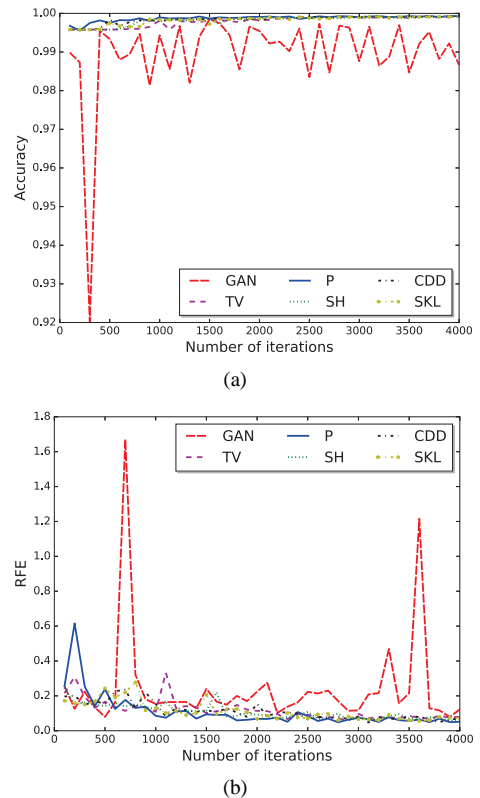 1.00
0.99
0.98
0.97
0.96
0.95
0.94
0.93
0.92
Accuracy
GAN P CDD
TV SH SKL
0 500 1000 1500 2000 2500 3000 3500 4000
Number of iterations
(a)
1.8
1.6
1.4
1.2
1.0
0.8
0.6
0.4
0.2
0.0
RFE
GAN P CDD
TV SH SKL
0 500 1000 1500 2000 2500 3000 3500 4000
Number of iterations
(b)